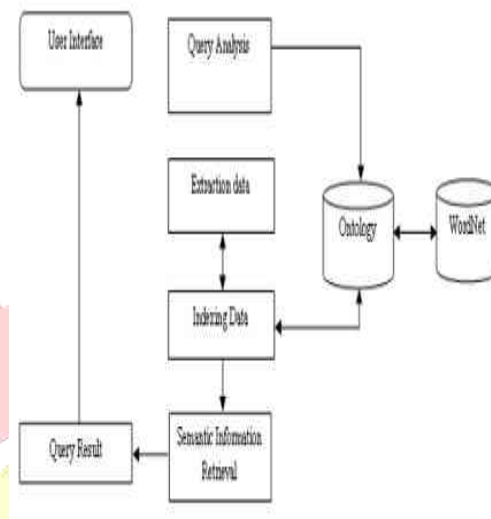 User Interface
Query Analysis
Extraction data
Ontology
WordNet
Indexing Data
Query Result
Semantic Information
Retrieval